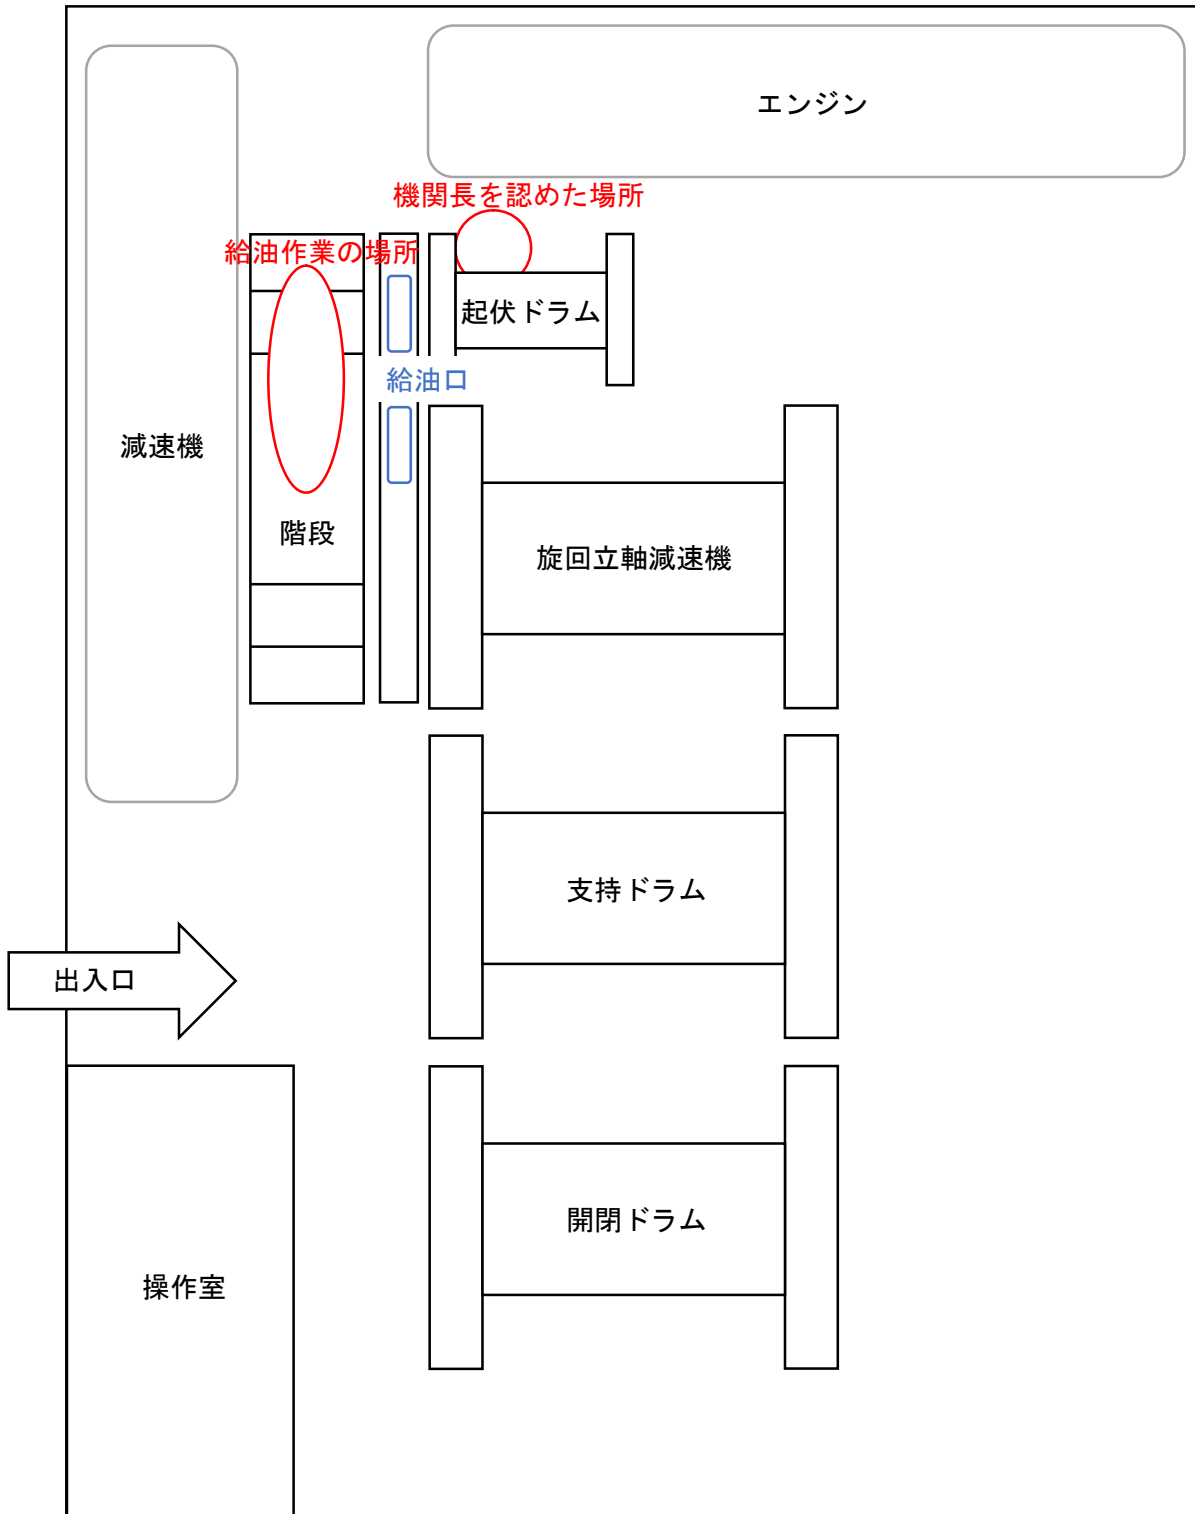 エンジン
機関長を認めた場所
給油作業の場所
起伏ドラム
給油口
減速機
階段
旋回立軸減速機
支持ドラム
出入口
開閉ドラム
操作室